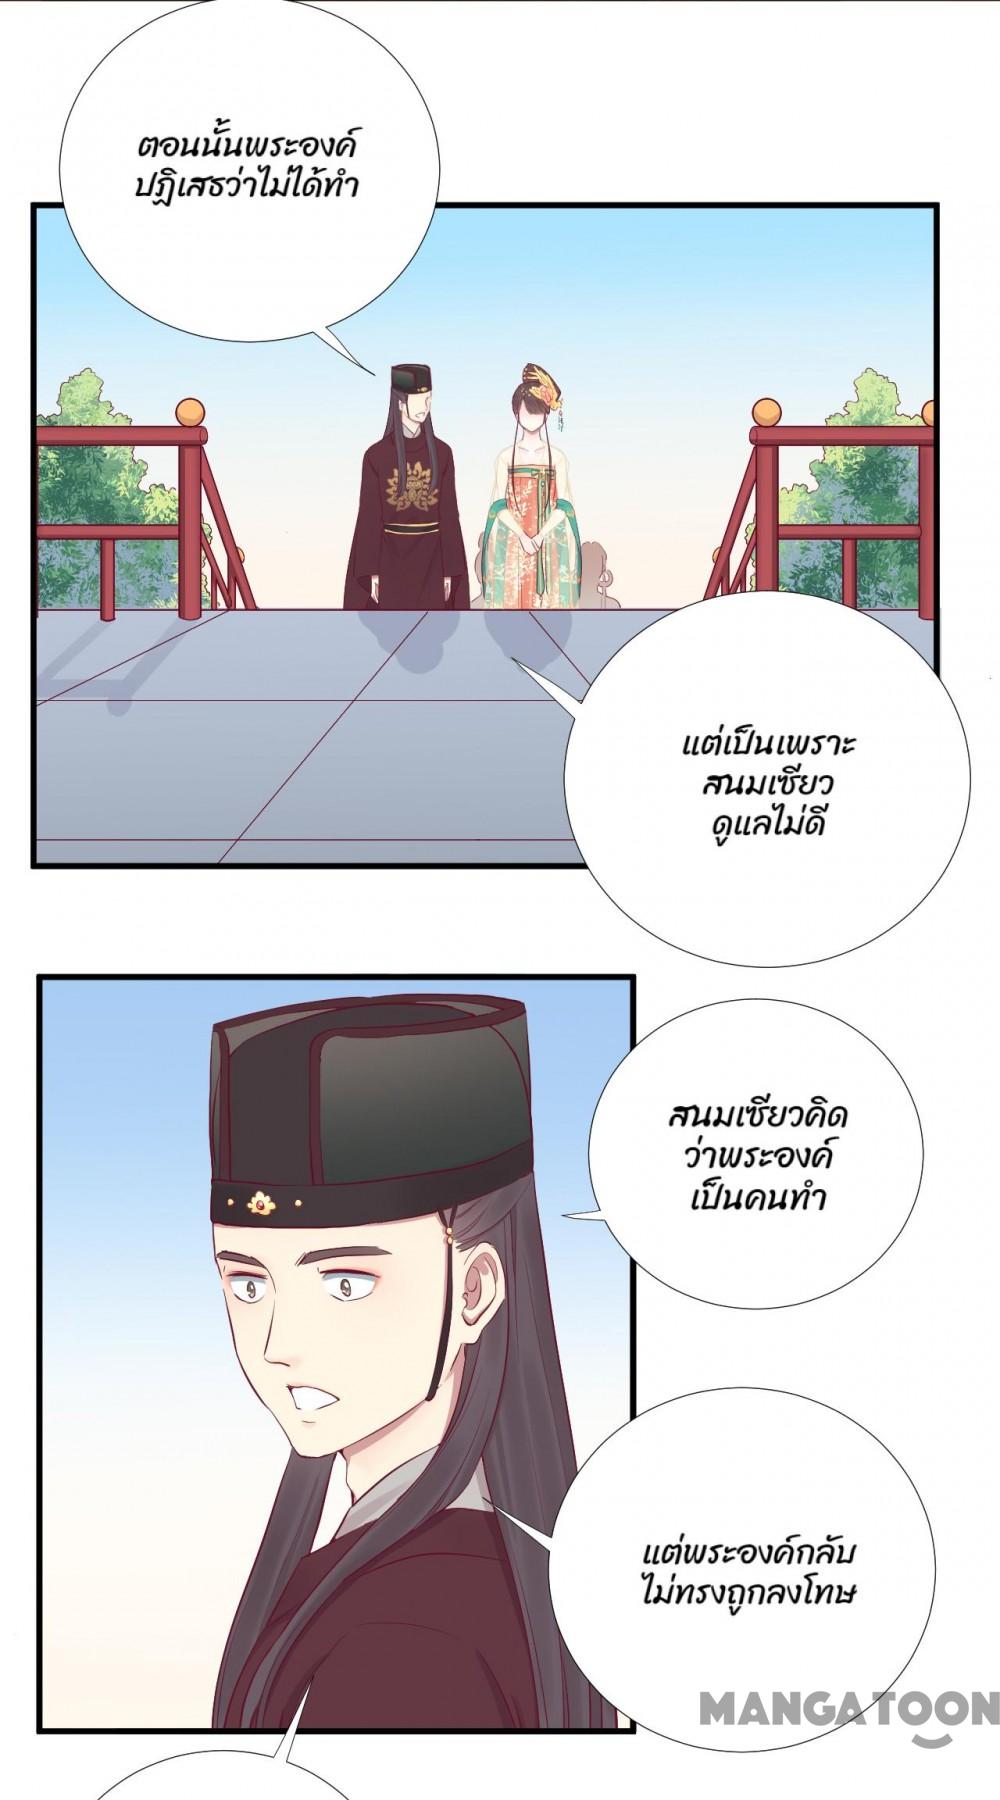 ตอนนั้นพระองค์
ปฏิเสธว่าไม่ได้ทำ
แต่เป็นเพราะ
สนมเซียว
ดูแลไม่ดี
สนมเซียวคิด
ว่าพระองค์
เป็นคนทำ
แต่พระองค์กลับ
ไม่ทรงถูกลงโทษ
MANGATOON